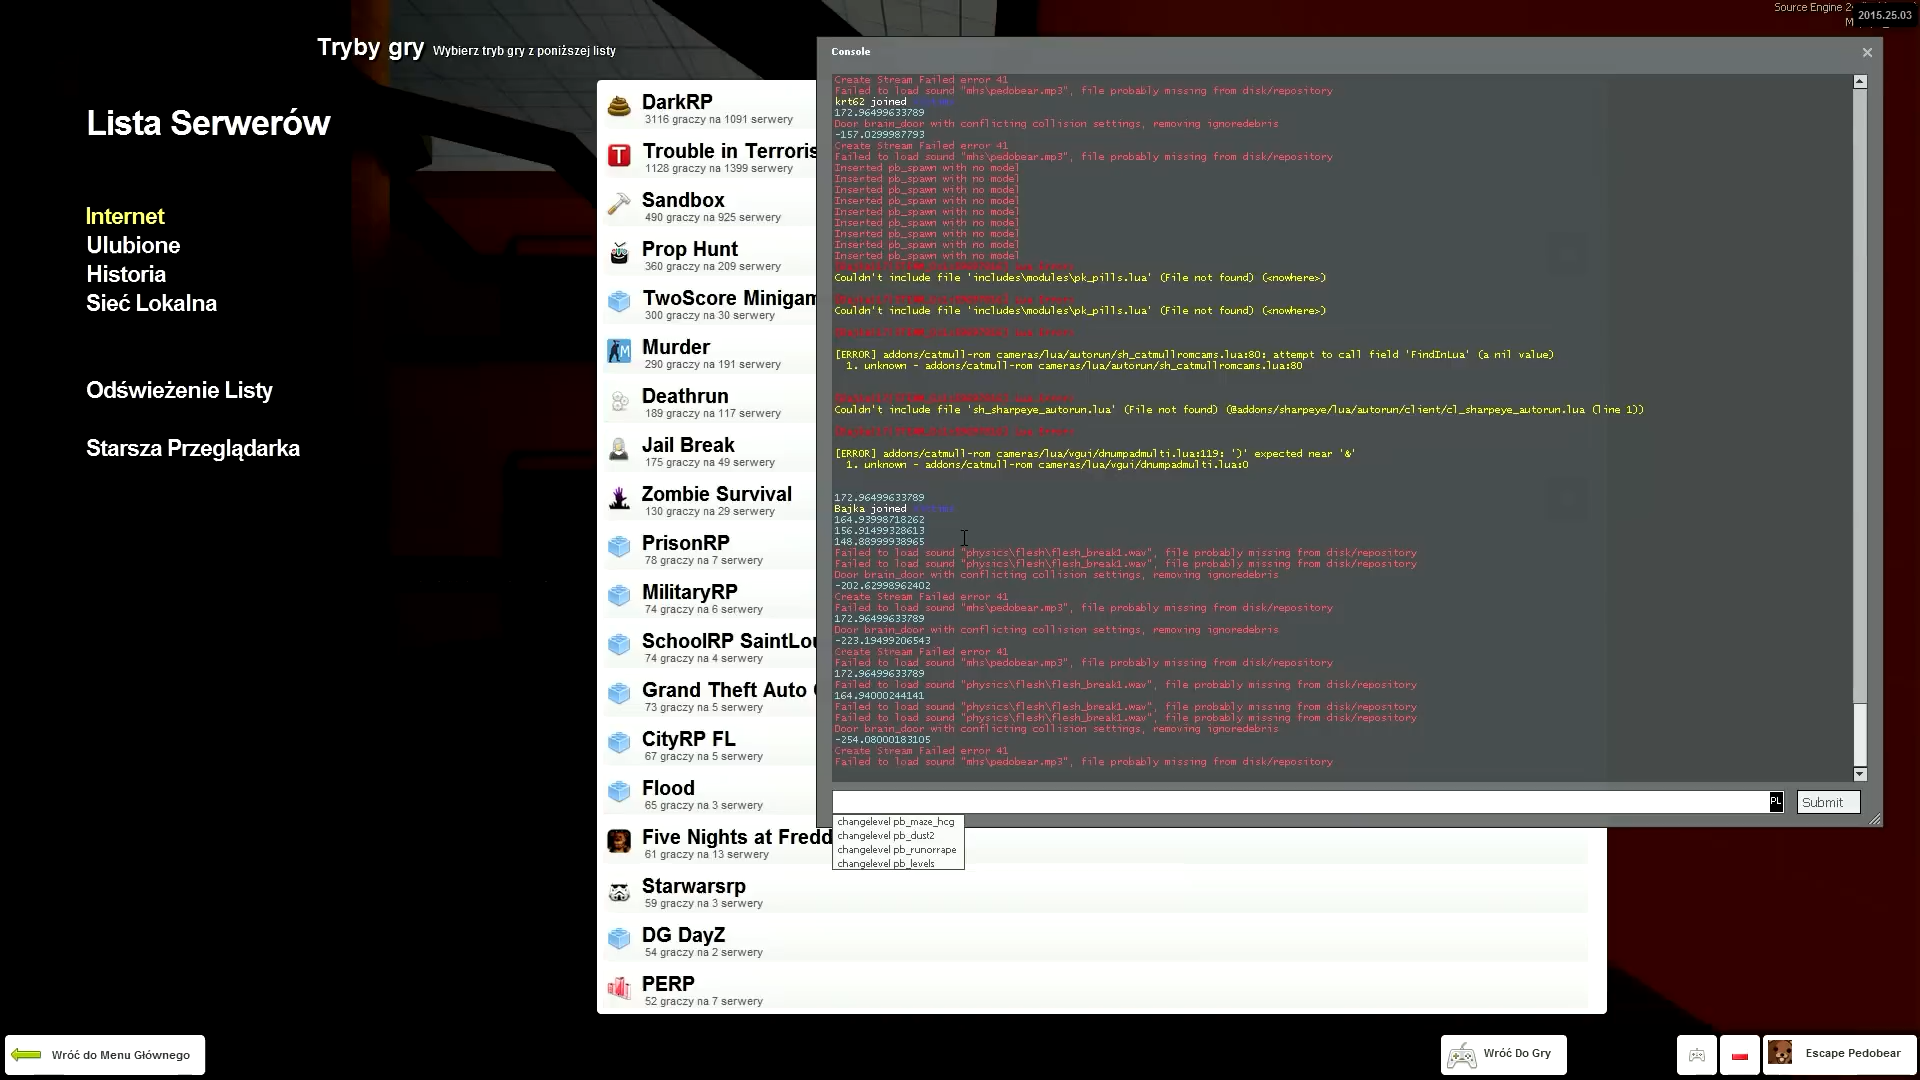 Source Engine 2
2015.25.03
Tryby gry Wybierz tryb gry z poniższej listy
Lista Serwerów
Internet
Ulubione
Historia
Sieć Lokalna
Odświeżenie Listy
Starsza Przeglądarka
DarkRP
3116 graczy na 1091 serwery
Trouble in Terroris
1128 graczy na 1399 serwery
Sandbox
490 graczy na 925 serwery
Prop Hunt
360 graczy na 209 serwery
TwoScore Minigam
300 graczy na 30 serwery
Murder
290 graczy na 191 serwery
Deathrun
189 graczy na 117 serwery
Jail Break
175 graczy na 49 serwery
Zombie Survival
130 graczy na 29 serwery
PrisonRP
78 graczy na 7 serwery
MilitaryRP
74 graczy na 6 serwery
SchoolRP SaintLou
74 graczy na 4 serwery
Grand Theft Auto
73 graczy na 5 serwery
CityRP FL
67 graczy na 5 serwery
Flood
65 graczy na 3 serwery
Five Nights at Fredd
61 graczy na 13 serwery
Starwarsrp
59 graczy na 3 serwery
DG DayZ
54 graczy na 2 serwery
PERP
52 graczy na 7 serwery
Console
Create Stream Failed error 41
Failed to load sound "mhs\pedobear.mp3", file probably missing from disk/repository
krt62 joined
172.96499633789
Door brain_door with conflicting collision settings, removing ignoredebris
-157.0299987793
Create Stream Failed error 41
Failed to load sound "mhs\pedobear.mp3", file probably missing from disk/repository
Inserted pb_spawn with no model
Inserted pb_spawn with no model
Inserted pb_spawn with no model
Inserted pb_spawn with no model
Inserted pb_spawn with no model
Inserted pb_spawn with no model
Inserted pb_spawn with no model
Inserted pb_spawn with no model
Inserted pb_spawn with no model
Couldn't include file 'includes\modules\pk_pills.lua' (File not found) (<nowhere>)
Couldn't include file 'includes\modules\pk_pills.lua' (File not found) (<nowhere>)
[ERROR] addons/catmull-rom cameras/lua/autorun/sh_catmullromcams.lua:80: attempt to call field 'FindInLua' (a nil value)
1. unknown - addons/catmull-rom cameras/lua/autorun/sh_catmullromcams.lua:80
Couldn't include file 'sh_sharpeye_autorun.lua' (File not found) (@addons/sharpeye/lua/autorun/client/cl_sharpeye_autorun.lua (line 1))
[ERROR] addons/catmull-rom cameras/lua/vgui/dnumpadmulti.lua:119: ')' expected near '&'
1. unknown - addons/catmull-rom cameras/lua/vgui/dnumpadmulti.lua:0
172.96499633789
Bajka joined
164.93998718262
156.91499328613
148.88999938965
Failed to load sound "physics\flesh\flesh_break1.wav", file probably missing from disk/repository
Failed to load sound "physics\flesh\flesh_break1.wav", file probably missing from disk/repository
Door brain_door with conflicting collision settings, removing ignoredebris
-202.62998962402
Create Stream Failed error 41
Failed to load sound "mhs\pedobear.mp3", file probably missing from disk/repository
172.96499633789
Door brain_door with conflicting collision settings, removing ignoredebris
-223.19499206543
Create Stream Failed error 41
Failed to load sound "mhs\pedobear.mp3", file probably missing from disk/repository
172.96499633789
Failed to load sound "physics\flesh\flesh_break1.wav", file probably missing from disk/repository
164.94000244141
Failed to load sound "physics\flesh\flesh_break1.wav", file probably missing from disk/repository
Failed to load sound "physics\flesh\flesh_break1.wav", file probably missing from disk/repository
Door brain_door with conflicting collision settings, removing ignoredebris
-254.08000183105
Create Stream Failed error 41
Failed to load sound "mhs\pedobear.mp3", file probably missing from disk/repository
PL
Submit
changelevel pb_maze_hcg
changelevel pb_dust2
changelevel pb_runorrape
changelevel pb_levels
Wróć do Menu Głównego
Wróć Do Gry
Escape Pedobear